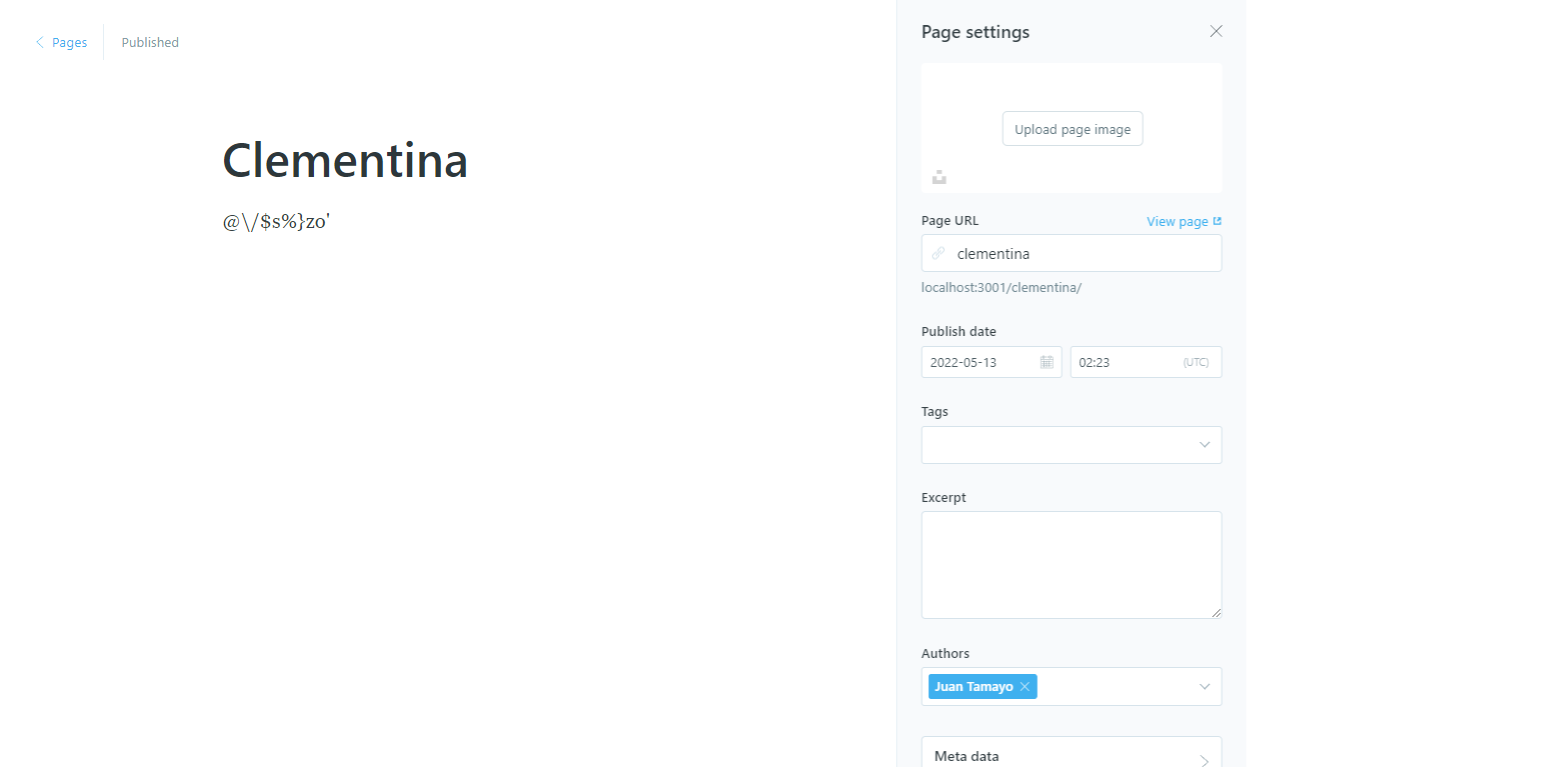 Pages
Published
Clementina
@\/$s%}zo'
Page settings
Upload page image
Page URL
View page
clementina
localhost:3001/clementina/
Publish date
2022-05-13
02:23
(UTC)
Tags
Excerpt
Authors
Juan Tamayo
Meta data